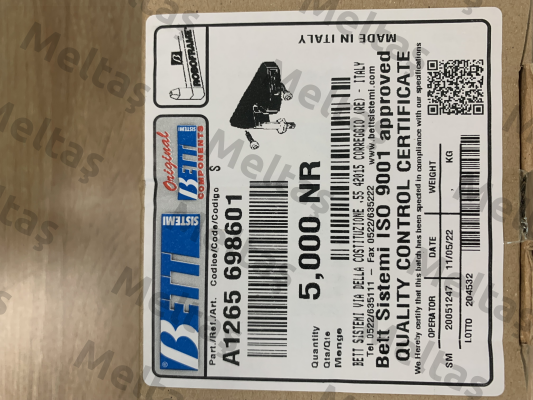 BETT
SISTEMI
Original
BETT
SISTEMI
COMPONENTS
ROBOFRAME
MADE IN ITALY
Part./Ref./Art. Codice/Code/Codigo $
A1265 698601
Quantity
Qta/Qte
Menge
5,000 NR
BETT SISTEMI VIA DELLA COSTITUZIONE ,55 42015 CORREGGIO (RE) - ITALY
Tel 0522/635111 – Fax 0522/635222 www.bettsistemi.com
Bett Sistemi ISO 9001 approved
QUALITY CONTROL CERTIFICATE
We Hereby certify that this batch has been spected in compliance with our specifications
OPERATOR DATE WEIGHT
SM 20051247 11/05/22 . KG
LOTTO 204532
Meltaş